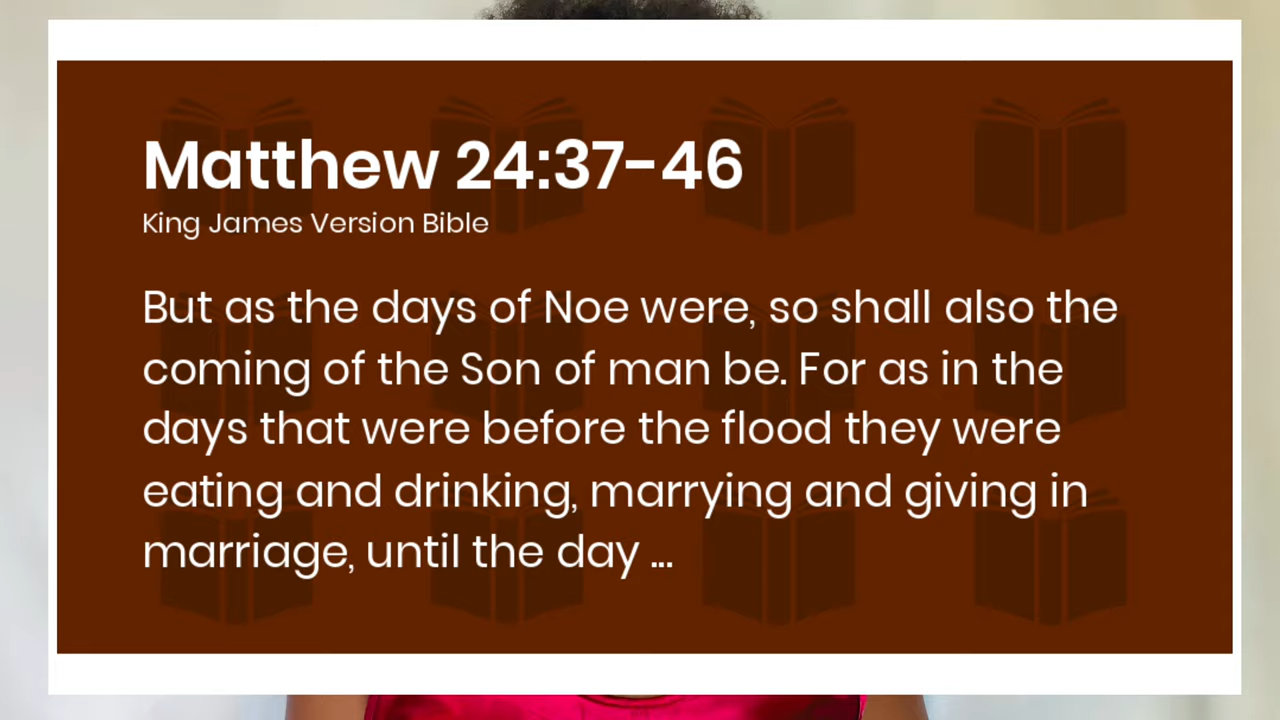 Matthew 24:37-46
King James Version Bible
But as the days of Noe were, so shall also the
coming of the Son of man be. For as in the
days that were before the flood they were
eating and drinking, marrying and giving in
marriage, until the day ...